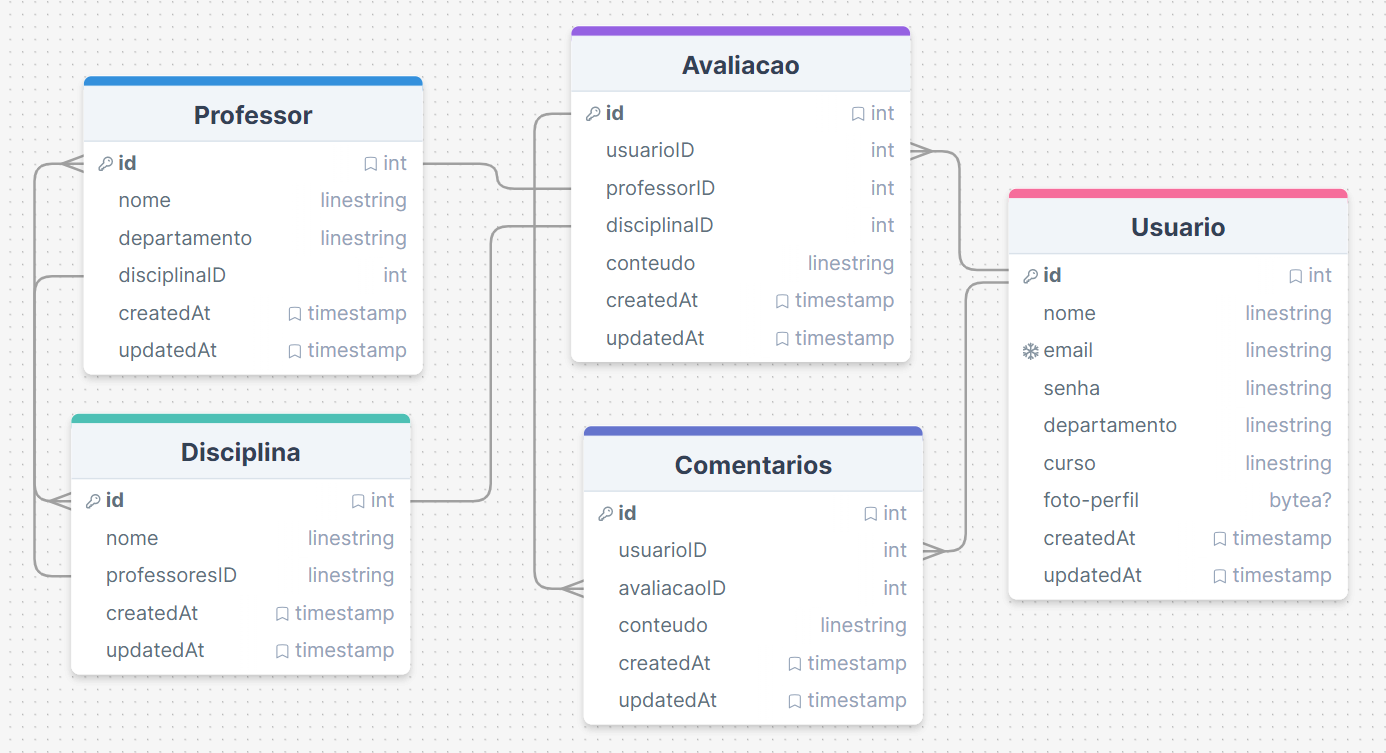 Professor
id int
nome linestring
departamento linestring
disciplinaID int
createdAt timestamp
updatedAt timestamp
Disciplina
id int
nome linestring
professoresID linestring
createdAt timestamp
updatedAt timestamp
Avaliacao
id int
usuarioID int
professorID int
disciplinaID int
conteudo linestring
createdAt timestamp
updatedAt timestamp
Comentarios
id int
usuarioID int
avaliacaoID int
conteudo linestring
createdAt timestamp
updatedAt timestamp
Usuario
id int
nome linestring
email linestring
senha linestring
departamento linestring
curso linestring
foto-perfil bytea?
createdAt timestamp
updatedAt timestamp